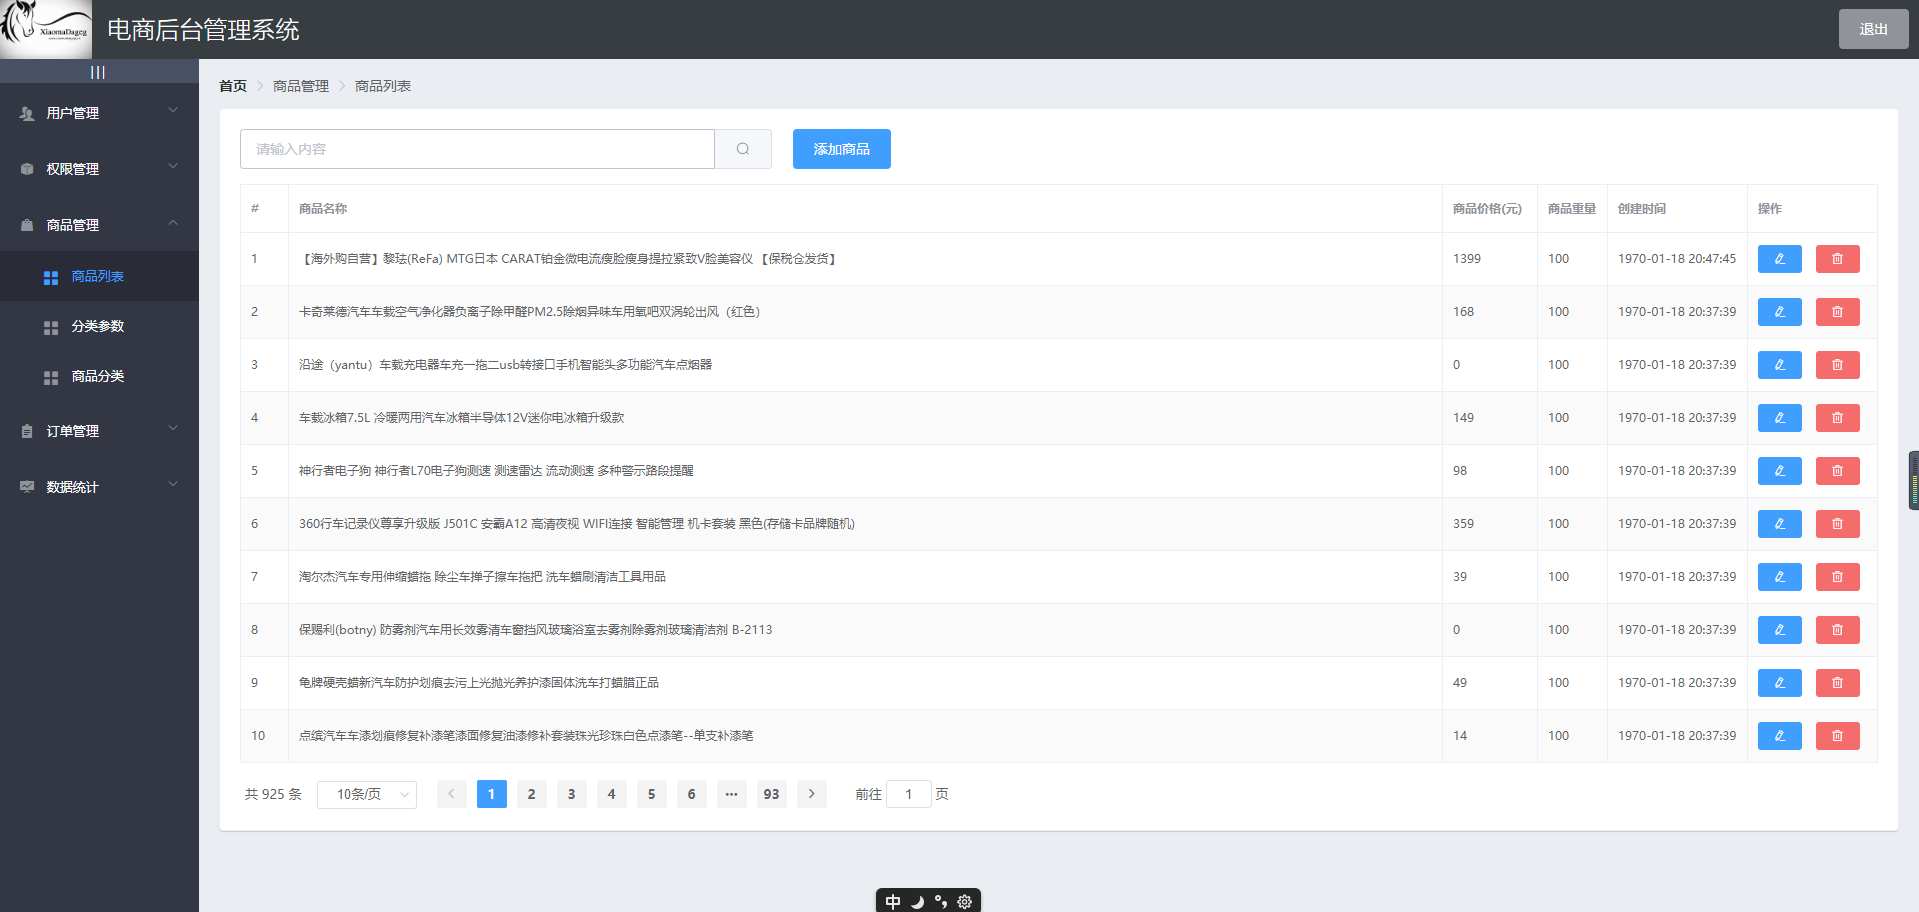 XiaomaDageg
电商后台管理系统
退出
|||
用户管理
权限管理
商品管理
商品列表
分类参数
商品分类
订单管理
数据统计
首页 > 商品管理 > 商品列表
请输入内容
添加商品
# 商品名称 商品价格(元) 商品重量 创建时间 操作
1 【海外购自营】黎珐(ReFa) MTG日本 CARAT铂金微电流瘦脸瘦身提拉紧致V脸美容仪 【保税仓发货】 1399 100 1970-01-18 20:47:45
2 卡奇莱德汽车车载空气净化器负离子除甲醛PM2.5除烟异味车用氧吧双涡轮出风（红色） 168 100 1970-01-18 20:37:39
3 沿途（yantu）车载充电器车充一拖二usb转接口手机智能头多功能汽车点烟器 0 100 1970-01-18 20:37:39
4 车载冰箱7.5L 冷暖两用汽车冰箱半导体12V迷你电冰箱升级款 149 100 1970-01-18 20:37:39
5 神行者电子狗 神行者L70电子狗测速 测速雷达 流动测速 多种警示路段提醒 98 100 1970-01-18 20:37:39
6 360行车记录仪尊享升级版 J501C 安霸A12 高清夜视 WIFI连接 智能管理 机卡套装 黑色(存储卡品牌随机) 359 100 1970-01-18 20:37:39
7 淘尔杰汽车专用伸缩蜡拖 除尘车掸子擦车拖把 洗车蜡刷清洁工具用品 39 100 1970-01-18 20:37:39
8 保赐利(botny) 防雾剂汽车用长效雾清车窗挡风玻璃浴室去雾剂除雾剂玻璃清洁剂 B-2113 0 100 1970-01-18 20:37:39
9 龟牌硬壳蜡新汽车防护划痕去污上光抛光养护漆固体洗车打蜡腊正品 49 100 1970-01-18 20:37:39
10 点缤汽车车漆划痕修复补漆笔漆面修复油漆修补套装珠光珍珠白色点漆笔--单支补漆笔 14 100 1970-01-18 20:37:39
共 925 条 10条/页 < 1 2 3 4 5 6 ··· 93 > 前往 1 页
中